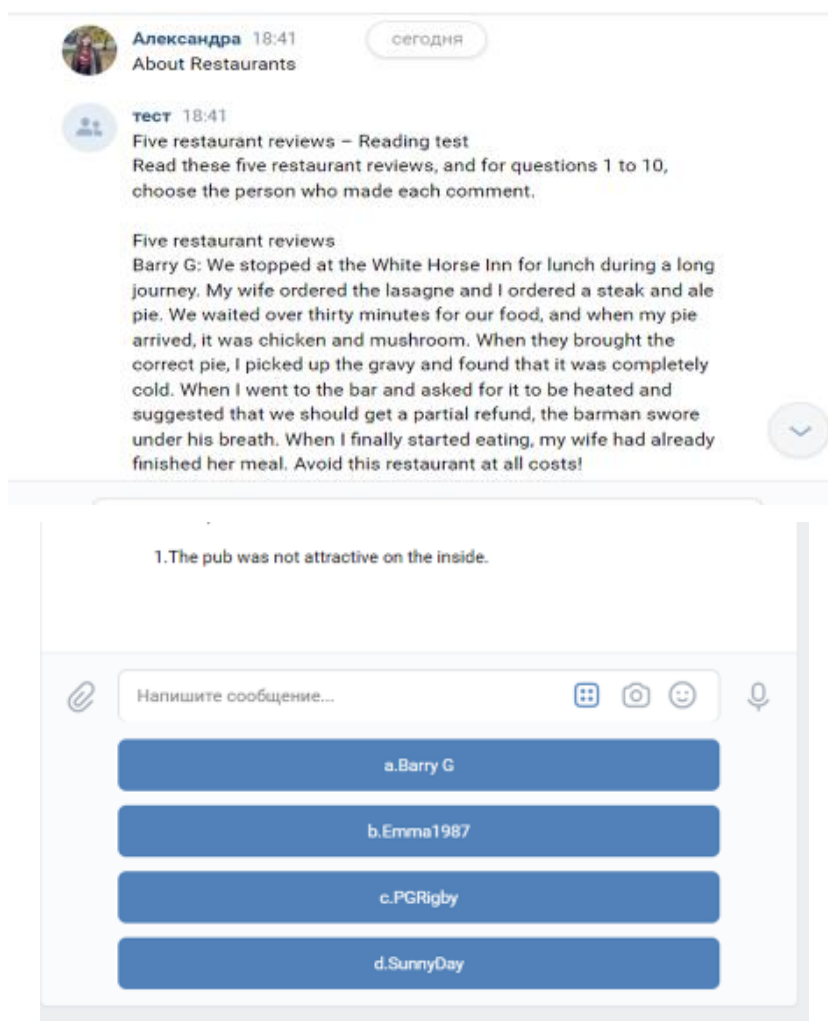 Александра 18:41
сегодня
About Restaurants
тест 18:41
Five restaurant reviews – Reading test
Read these five restaurant reviews, and for questions 1 to 10,
choose the person who made each comment.
Five restaurant reviews
Barry G: We stopped at the White Horse Inn for lunch during a long
journey. My wife ordered the lasagne and I ordered a steak and ale
pie. We waited over thirty minutes for our food, and when my pie
arrived, it was chicken and mushroom. When they brought the
correct pie, I picked up the gravy and found that it was completely
cold. When I went to the bar and asked for it to be heated and
suggested that we should get a partial refund, the barman swore
under his breath. When I finally started eating, my wife had already
finished her meal. Avoid this restaurant at all costs!
1.The pub was not attractive on the inside.
Напишите сообщение...
a.Barry G
b.Emma1987
c.PGRigby
d.SunnyDay